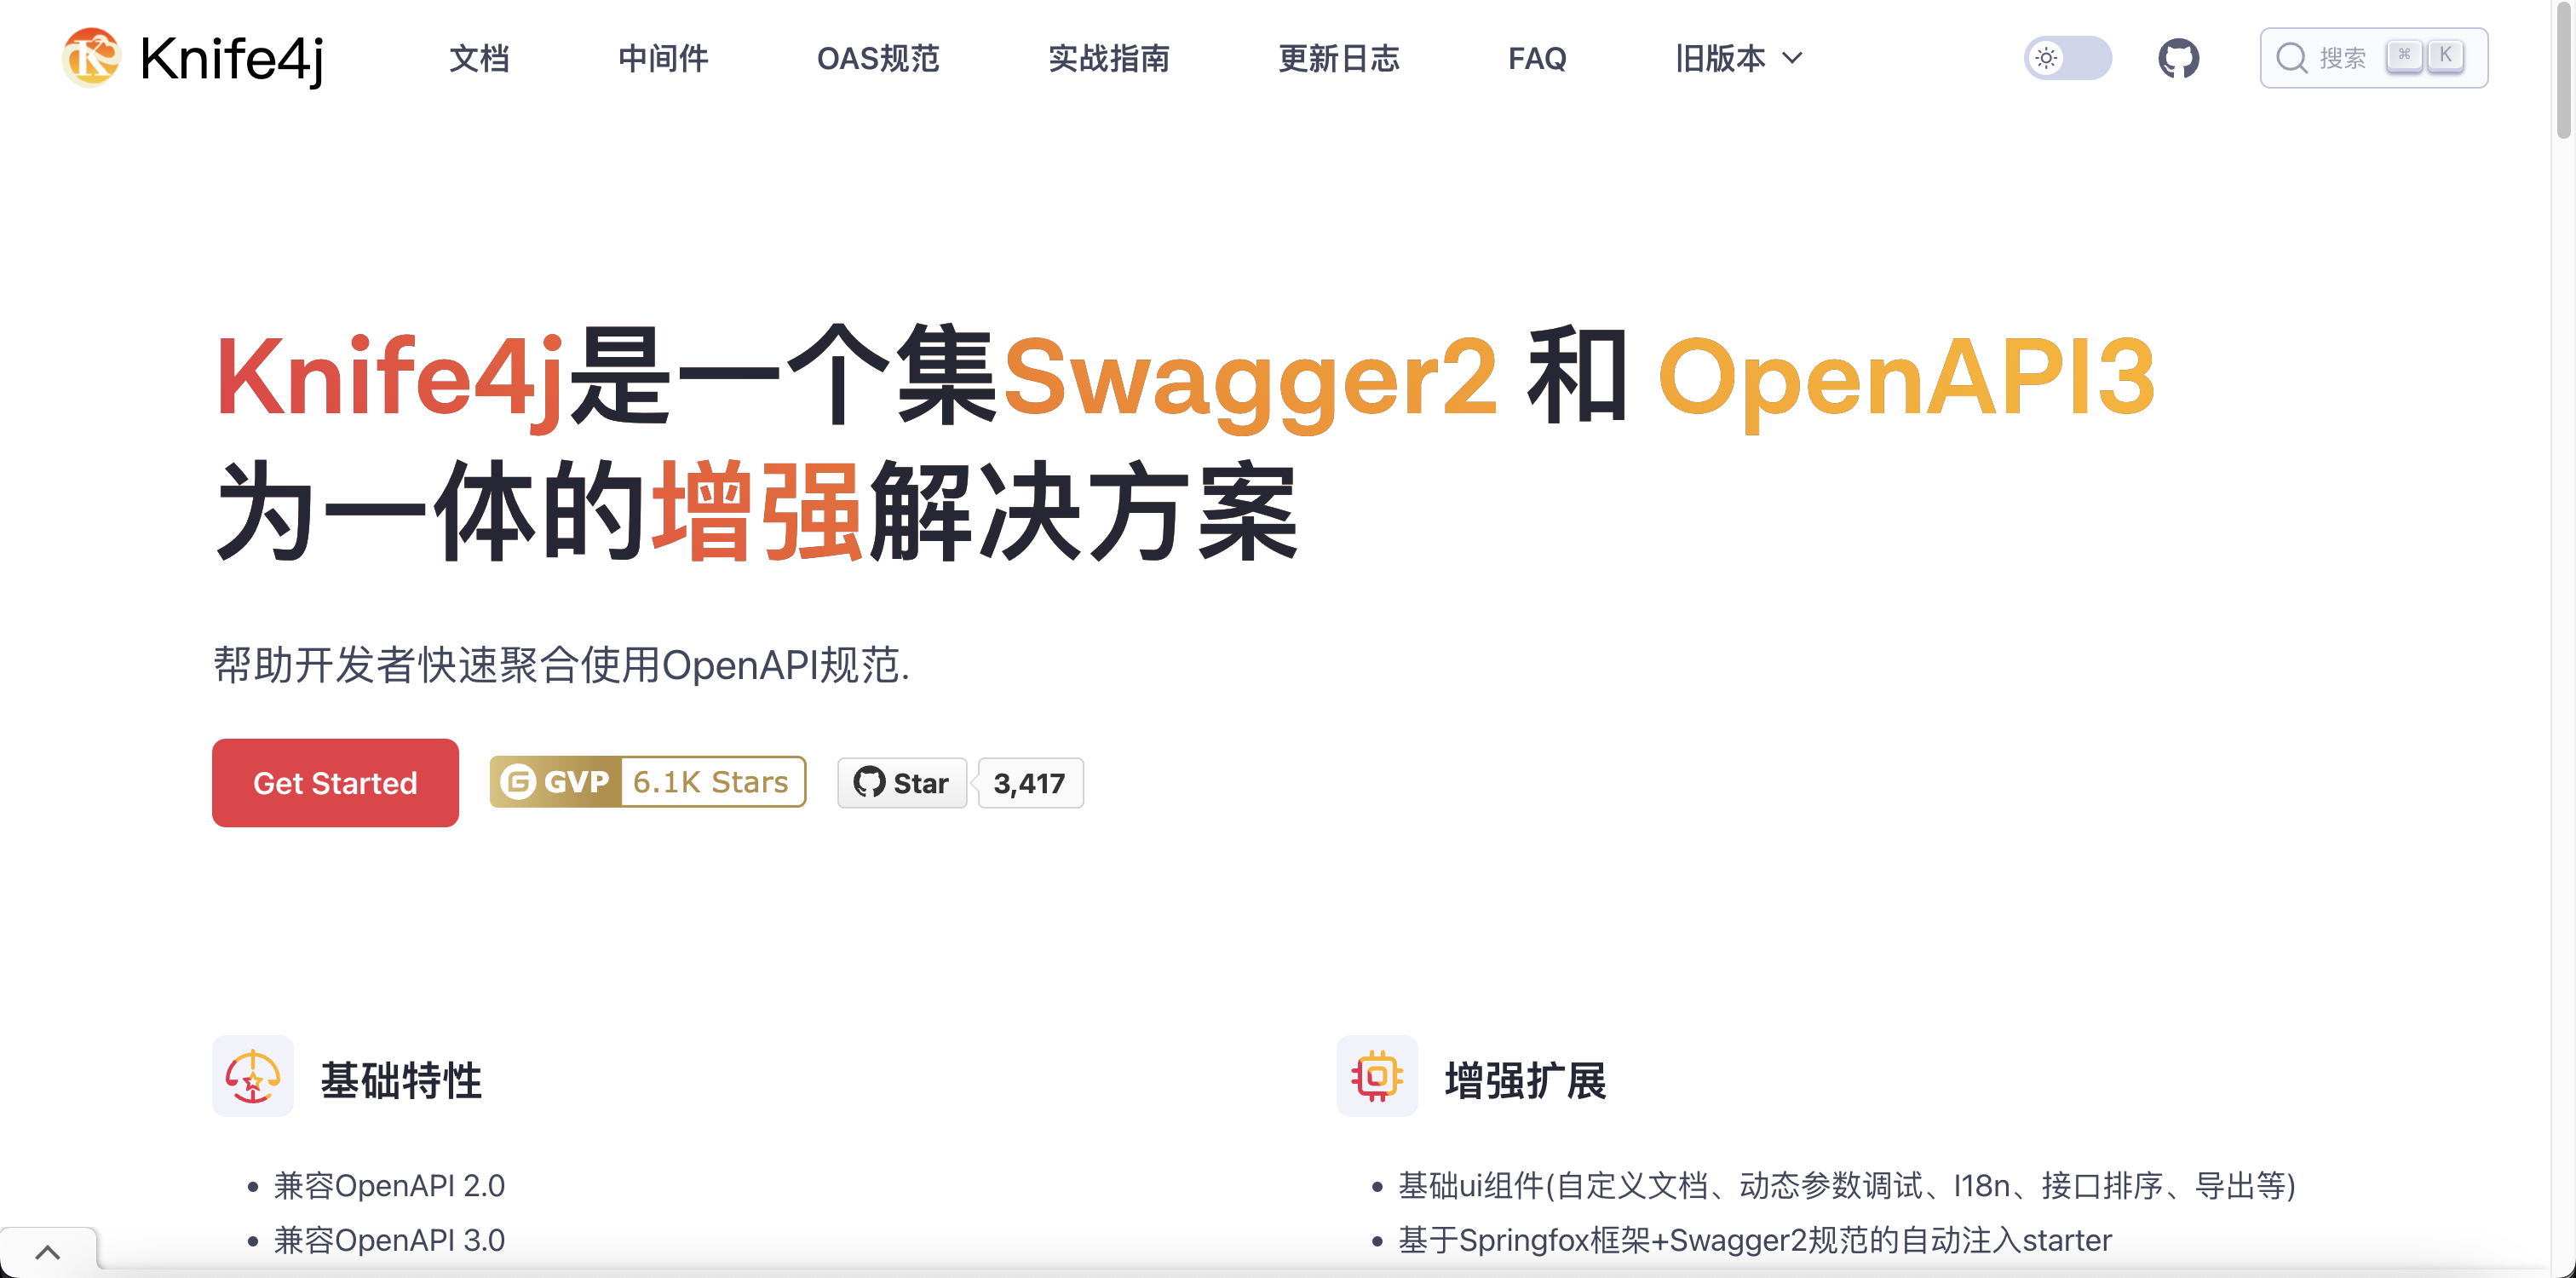 Knife4j 文档 中间件 OAS规范 实战指南 更新日志 FAQ 旧版本 搜索 ⌘ K
Knife4j是一个集Swagger2 和 OpenAPI3
为一体的增强解决方案
帮助开发者快速聚合使用OpenAPI规范.
Get Started GVP 6.1K Stars Star 3,417
基础特性
兼容OpenAPI 2.0
兼容OpenAPI 3.0
增强扩展
基础ui组件(自定义文档、动态参数调试、I18n、接口排序、导出等)
基于Springfox框架+Swagger2规范的自动注入starter